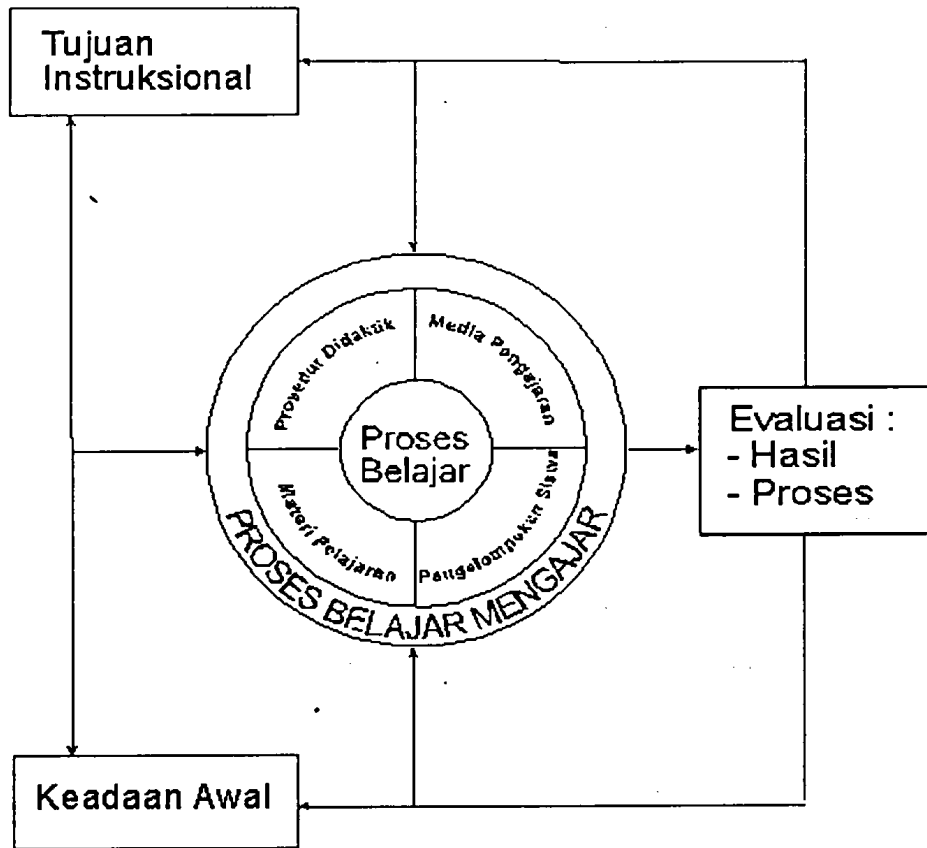 Tujuan
Instruksional
Prosedur Didaktik
Media Pengajaran
Proses
Belajar
Materi Pelajaran
Pengelompokan Siswa
PROSES BELAJAR MENGAJAR
Evaluasi :
- Hasil
- Proses
Keadaan Awal